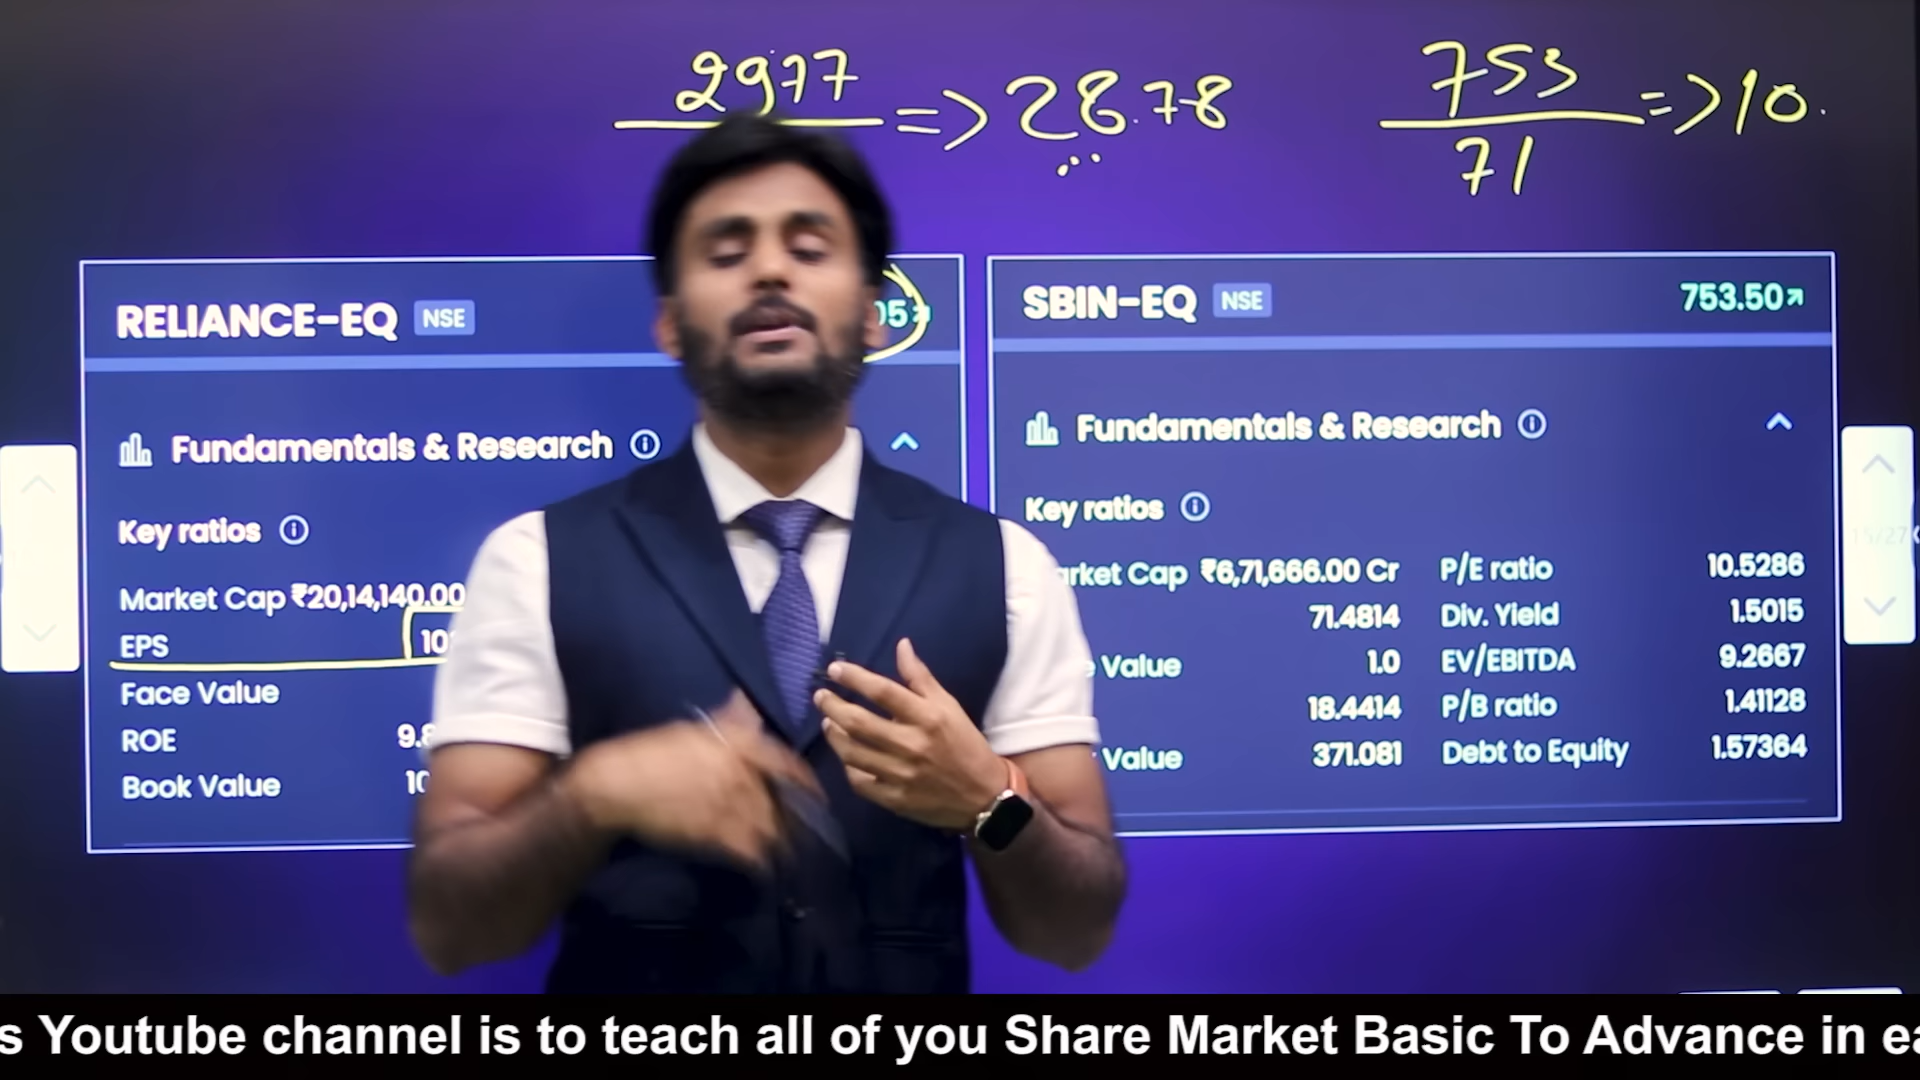 2977 => 28.78
753 => 10.
71
RELIANCE-EQ NSE
05
Fundamentals & Research
Key ratios
Market Cap ₹20,14,140.00
EPS
Face Value
ROE 9.8
Book Value
SBIN-EQ NSE 753.50
Fundamentals & Research
Key ratios
Cap ₹6,71,666.00 Cr P/E ratio 10.5286
71.4814 Div. Yield 1.5015
Value 1.0 EV/EBITDA 9.2667
18.4414 P/B ratio 1.41128
Value 371.081 Debt to Equity 1.57364
s Youtube channel is to teach all of you Share Market Basic To Advance in ea